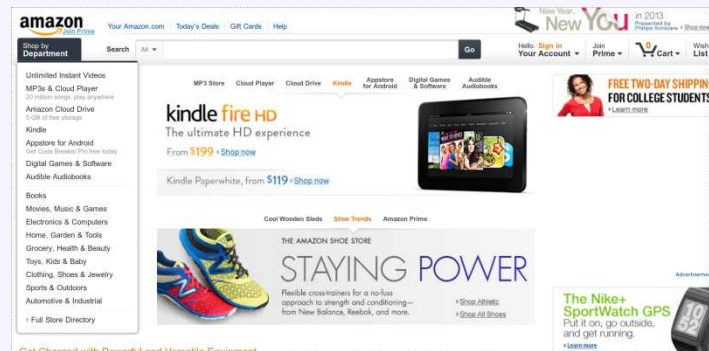 amazon
Join Prime
Your Amazon.com
Today's Deals
Gift Cards
Help
New Year,
New YOU
in 2013
Presented by
Philips Sonicare
Shop now
Shop by
Department
Search
All
Go
Hello. Sign in
Your Account
Join
Prime
0
Cart
Wish
List
Unlimited Instant Videos
MP3s & Cloud Player
20 million songs, play anywhere
Amazon Cloud Drive
5 GB of free storage
Kindle
Appstore for Android
Get Code Breaker Pro free today
Digital Games & Software
Audible Audiobooks
Books
Movies, Music & Games
Electronics & Computers
Home, Garden & Tools
Grocery, Health & Beauty
Toys, Kids & Baby
Clothing, Shoes & Jewelry
Sports & Outdoors
Automotive & Industrial
› Full Store Directory
MP3 Store
Cloud Player
Cloud Drive
Kindle
Appstore
for Android
Digital Games
& Software
Audible
Audiobooks
kindle fire HD
The ultimate HD experience
From $199 › Shop now
Kindle Paperwhite, from $119 › Shop now
Cool Wooden Sleds
Shoe Trends
Amazon Prime
THE AMAZON SHOE STORE
STAYING POWER
Flexible cross-trainers for a no-fuss
approach to strength and conditioning—
from New Balance, Reebok, and more.
› Shop Athletic
› Shop All Shoes
FREE TWO-DAY SHIPPING
FOR COLLEGE STUDENTS
› Learn more
Advertisement
The Nike+
SportWatch GPS
Put it on, go outside,
and get running.
› Learn more
10
52
Get Charged with Powerful and Versatile Equipment